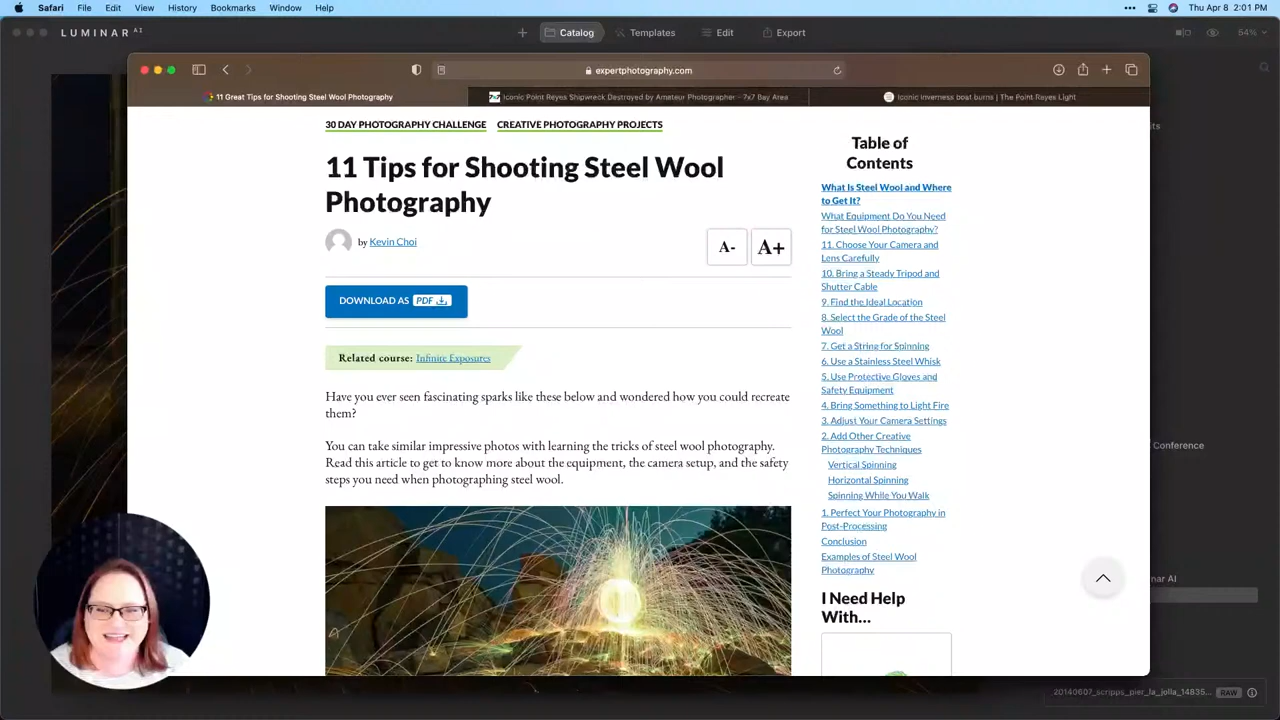 Safari File Edit View History Bookmarks Window Help Thu Apr 8 2:01 PM
LUMINAR AI Catalog Templates Edit Export 54%
expertphotography.com
11 Great Tips for Shooting Steel Wool Photography
Iconic Point Reyes Shipwreck Destroyed by Amateur Photographer – 7x7 Bay Area
Iconic Inverness boat burns | The Point Reyes Light
30 DAY PHOTOGRAPHY CHALLENGE CREATIVE PHOTOGRAPHY PROJECTS
11 Tips for Shooting Steel Wool
Photography
by Kevin Choi
A- A+
DOWNLOAD AS PDF
Related course: Infinite Exposures
Have you ever seen fascinating sparks like these below and wondered how you could recreate
them?
You can take similar impressive photos with learning the tricks of steel wool photography.
Read this article to get to know more about the equipment, the camera setup, and the safety
steps you need when photographing steel wool.
Table of
Contents
What Is Steel Wool and Where
to Get It?
What Equipment Do You Need
for Steel Wool Photography?
11. Choose Your Camera and
Lens Carefully
10. Bring a Steady Tripod and
Shutter Cable
9. Find the Ideal Location
8. Select the Grade of the Steel
Wool
7. Get a String for Spinning
6. Use a Stainless Steel Whisk
5. Use Protective Gloves and
Safety Equipment
4. Bring Something to Light Fire
3. Adjust Your Camera Settings
2. Add Other Creative
Photography Techniques
Vertical Spinning
Horizontal Spinning
Spinning While You Walk
1. Perfect Your Photography in
Post-Processing
Conclusion
Examples of Steel Wool
Photography
I Need Help
With...
Conference
20140607_scripps_pier_la_jolla_14835... RAW